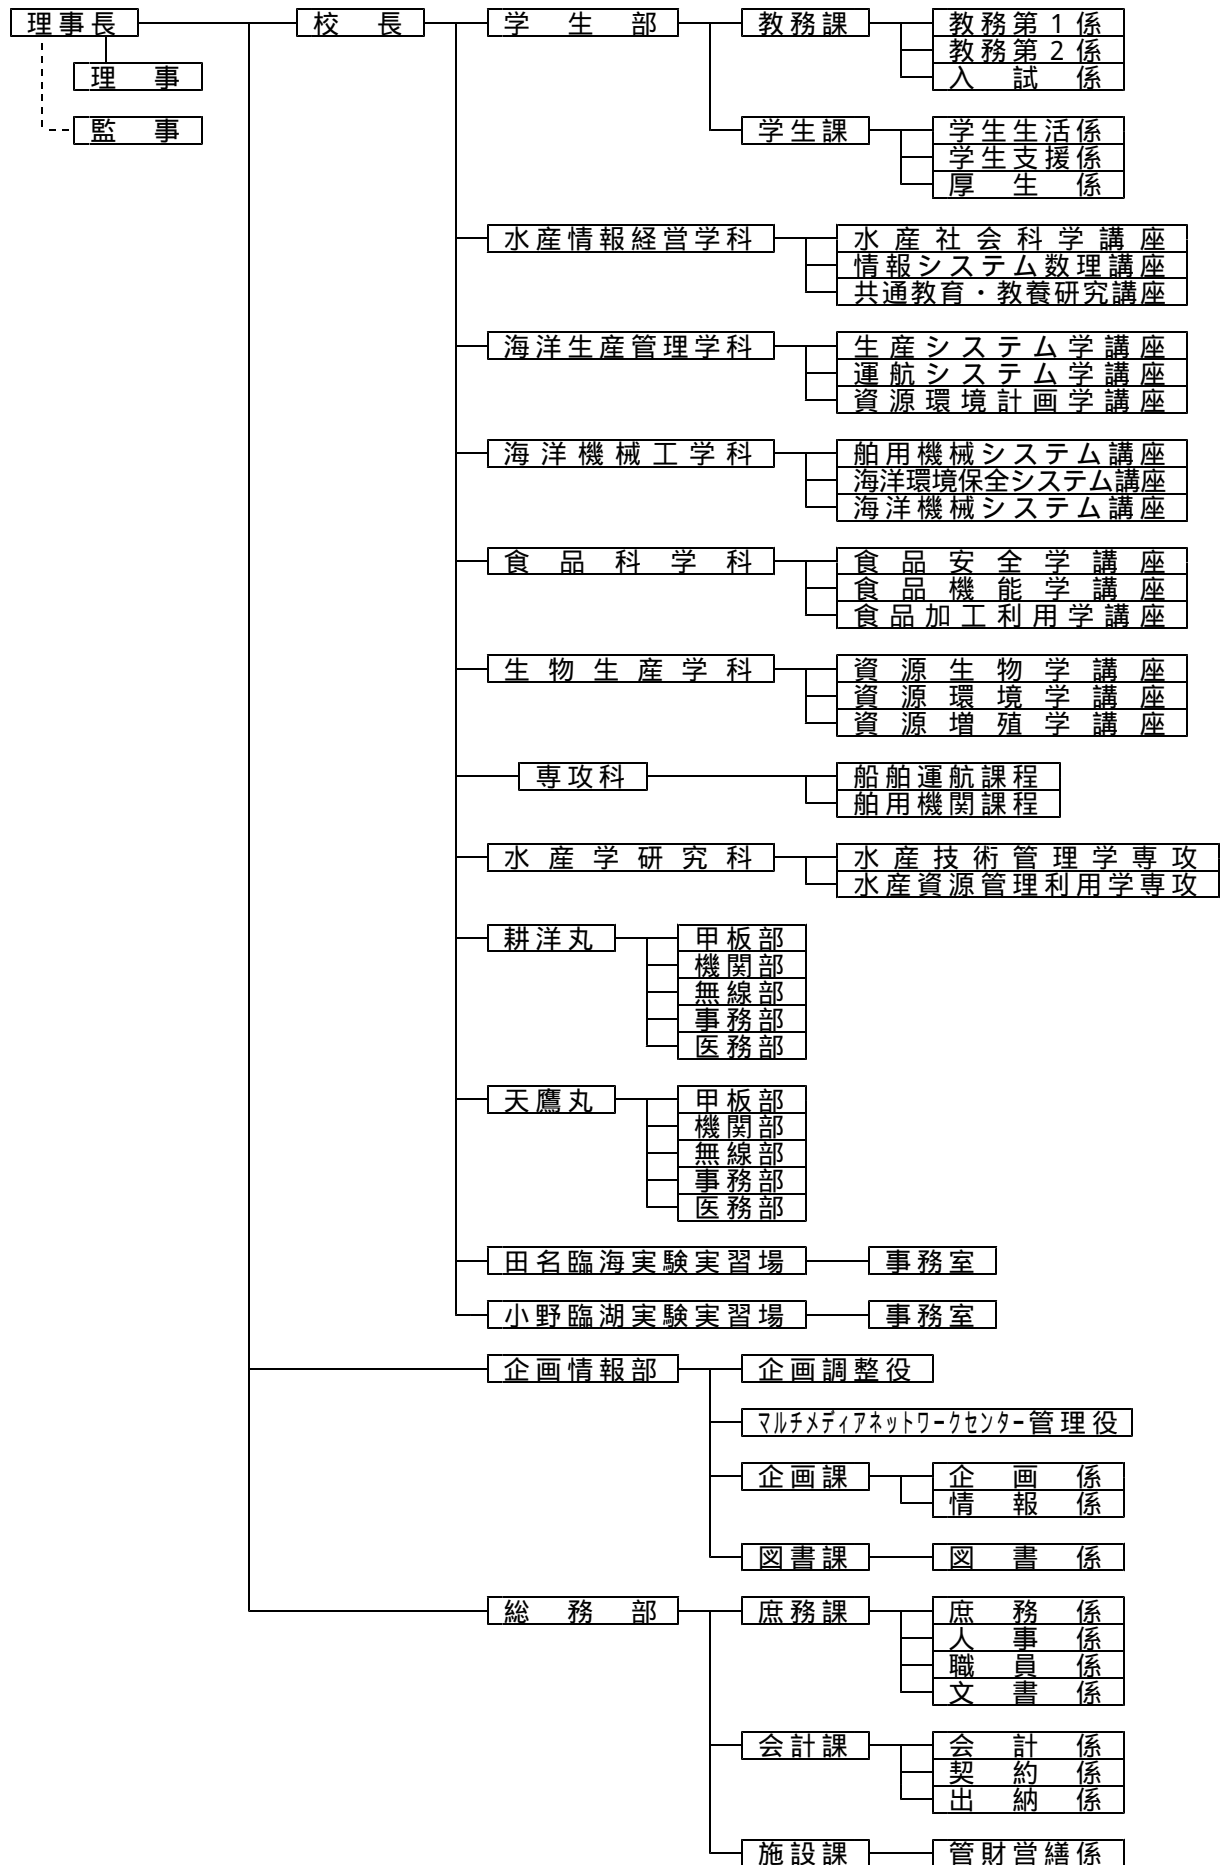 理事長 校長 学生部 教務課 教務第1係
教務第2係
理事 入試係
監事 学生課 学生生活係
学生支援係
厚生係
水産情報経営学科 水産社会科学講座
情報システム数理講座
共通教育・教養研究講座
海洋生産管理学科 生産システム学講座
運航システム学講座
資源環境計画学講座
海洋機械工学科 舶用機械システム講座
海洋環境保全システム講座
海洋機械システム講座
食品科学科 食品安全学講座
食品機能学講座
食品加工利用学講座
生物生産学科 資源生物学講座
資源環境学講座
資源増殖学講座
専攻科 船舶運航課程
舶用機関課程
水産学研究科 水産技術管理学専攻
水産資源管理利用学専攻
耕洋丸 甲板部
機関部
無線部
事務部
医務部
天鷹丸 甲板部
機関部
無線部
事務部
医務部
田名臨海実験実習場 事務室
小野臨湖実験実習場 事務室
企画情報部 企画調整役
マルチメディアネットワークセンター管理役
企画課 企画係
情報係
図書課 図書係
総務部 庶務課 庶務係
人事係
職員係
文書係
会計課 会計係
契約係
出納係
施設課 管財営繕係